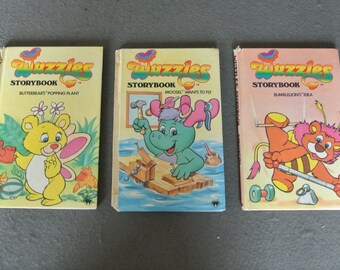 Wuzzles
STORYBOOK
BUTTERBEAR'S POPPING PLANT
Wuzzles
STORYBOOK
MOOSEL WANTS TO FLY
Wuzzles
STORYBOOK
BUMBLELION'S IDEA